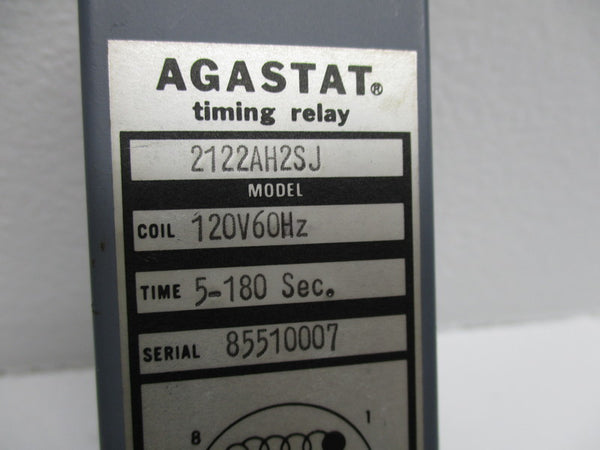 AGASTAT®
timing relay
2122AH2SJ
MODEL
COIL 120V60Hz
TIME 5-180 Sec.
SERIAL 85510007
8 1